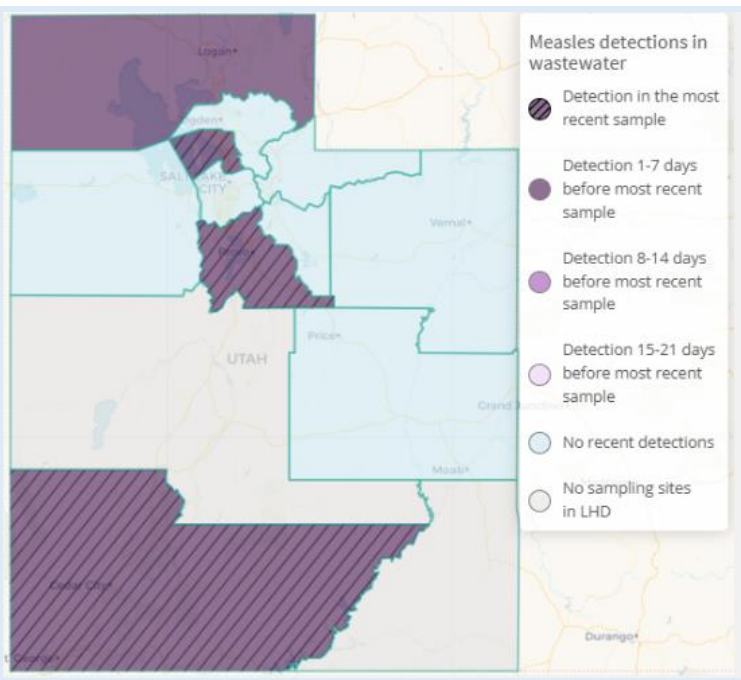 Measles detections in
wastewater
Detection in the most
recent sample
Detection 1-7 days
before most recent
sample
Detection 8-14 days
before most recent
sample
Detection 15-21 days
before most recent
sample
No recent detections
No sampling sites
in LHD
Logan
SALT LAKE
CITY
Vernal
Provo
Price
UTAH
Grand Junction
Moab
Cedar City
Durango